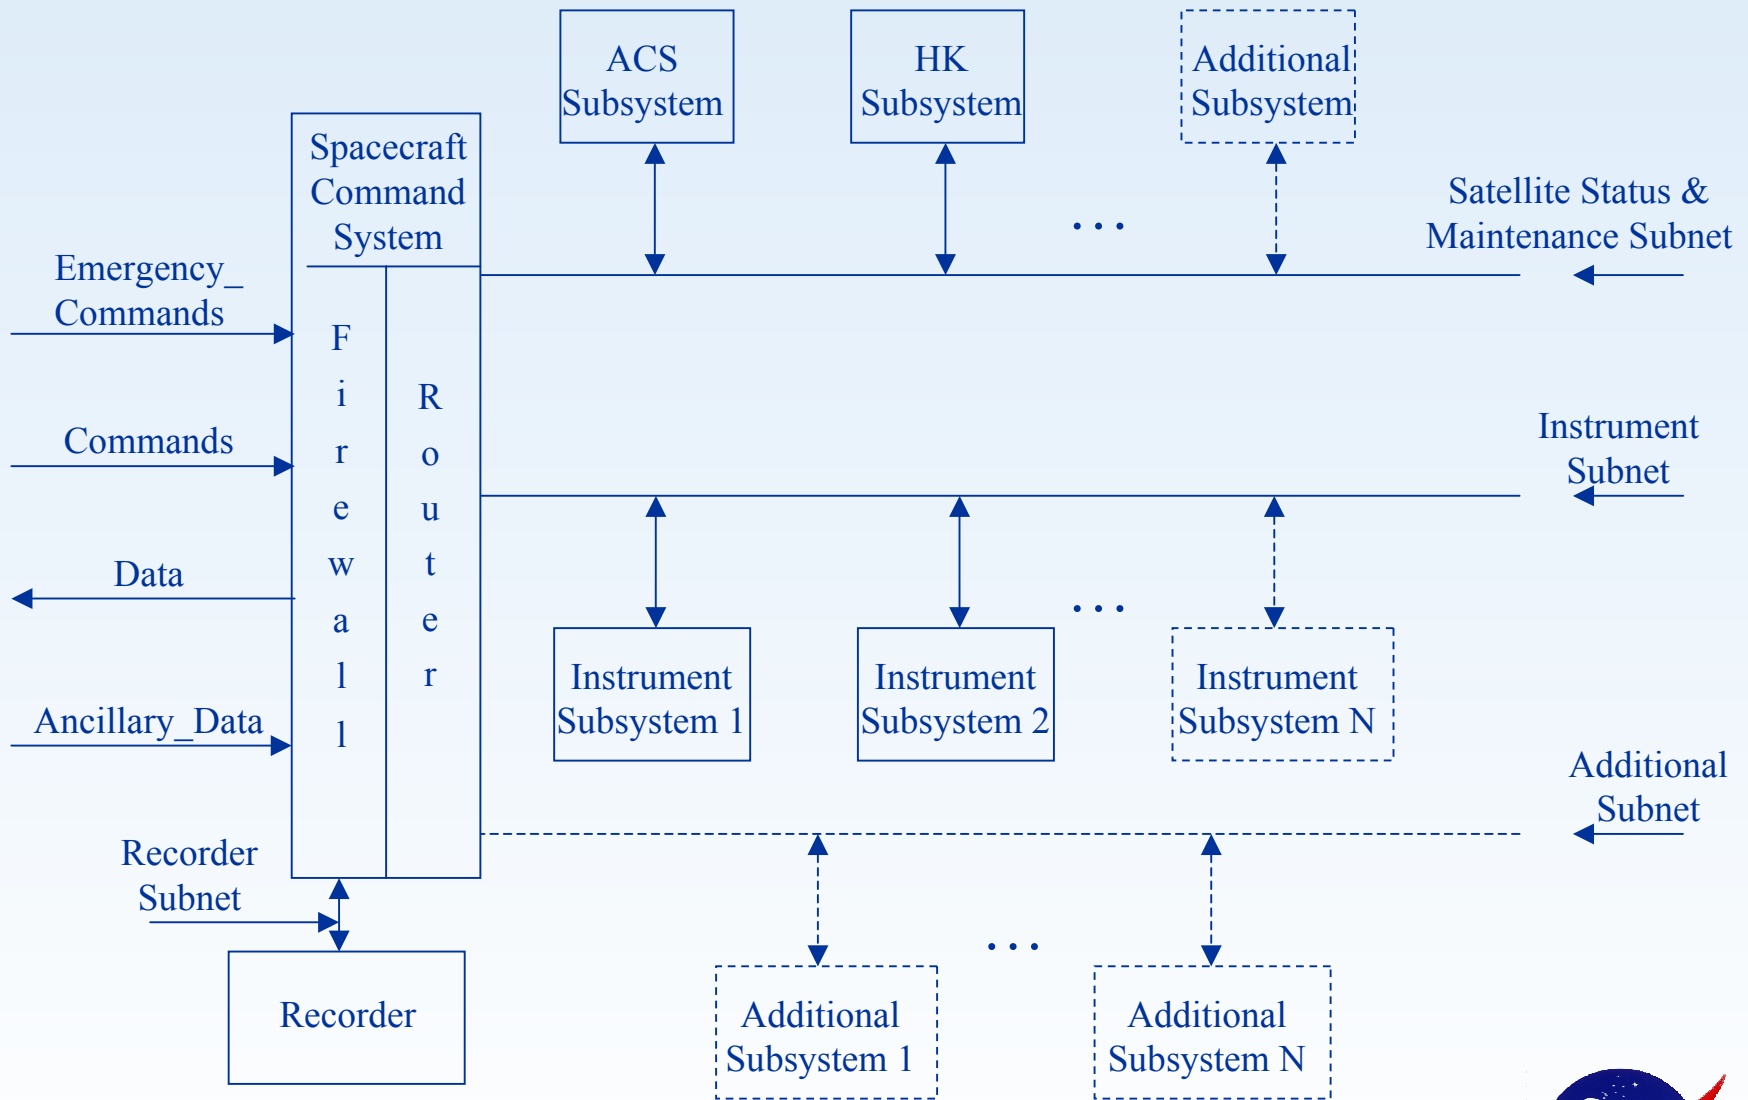 ACS
Subsystem
HK
Subsystem
Additional
Subsystem
Spacecraft
Command
System
Satellite Status &
Maintenance Subnet
Emergency_
Commands
Commands
Data
Ancillary_Data
Firewall
Router
Instrument
Subnet
Instrument
Subsystem 1
Instrument
Subsystem 2
. . .
Instrument
Subsystem N
Additional
Subnet
Recorder
Subnet
Recorder
Additional
Subsystem 1
. . .
Additional
Subsystem N